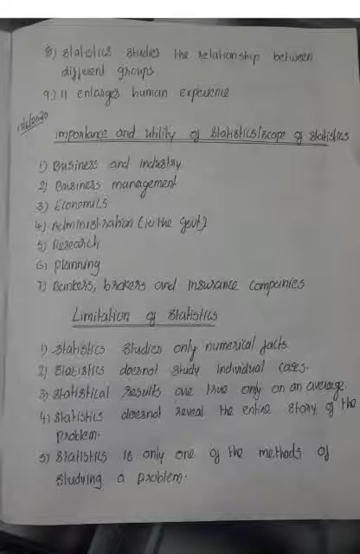 8) Statistics studies the relationship between
different groups
9) It enlarges human experience
Importance and utility of Statistics/scope of statistics
1) Business and industry
2) Business management
3) Economics
4) Administration (to the govt)
5) Research
6) Planning
7) Bankers, brokers and Insurance companies
Limitation of Statistics
1) Statistics studies only numerical facts.
2) Statistics doesnot study individual cases.
3) Statistical Results are true only on an average.
4) Statistics doesnot reveal the entire story of the
Problem.
5) Statistics is only one of the methods of
studying a problem.